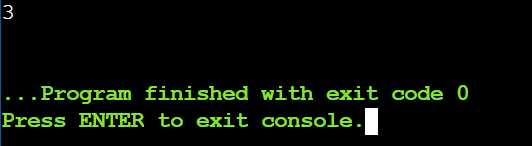 3
...Program finished with exit code 0
Press ENTER to exit console.